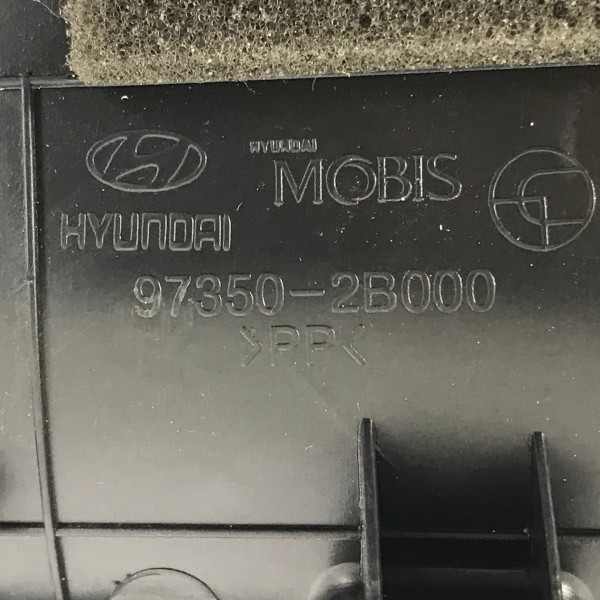 HYUNDAI
MOBIS
HYUNDAI
97350-2B000
>PP<